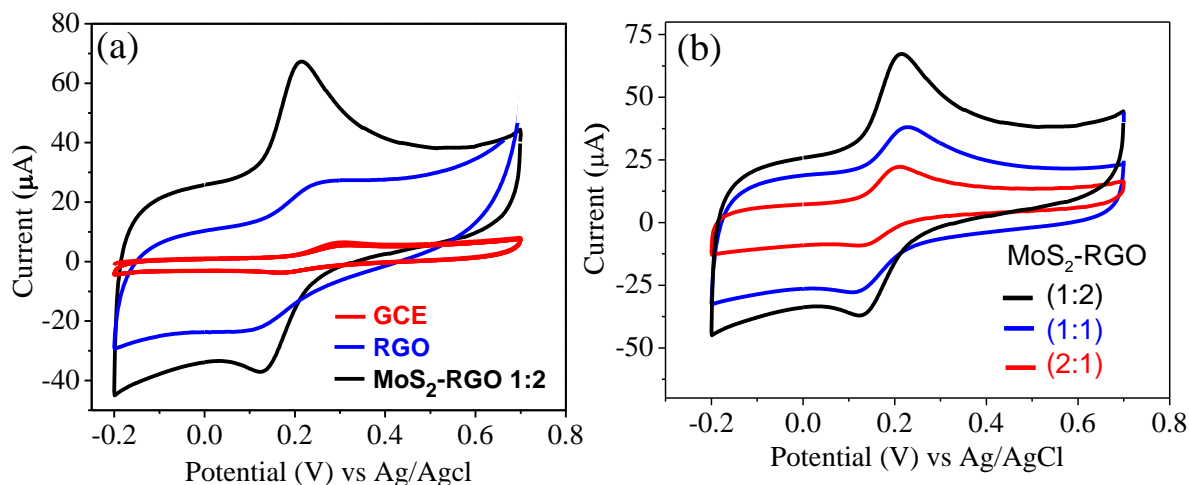 (a)
Current (μA)
80
60
40
20
0
-20
-40
GCE
RGO
MoS2-RGO 1:2
-0.2 0.0 0.2 0.4 0.6 0.8
Potential (V) vs Ag/Agcl
(b)
Current (μA)
75
50
25
0
-25
-50
MoS2-RGO
(1:2)
(1:1)
(2:1)
-0.2 0.0 0.2 0.4 0.6 0.8
Potential (V) vs Ag/AgCl